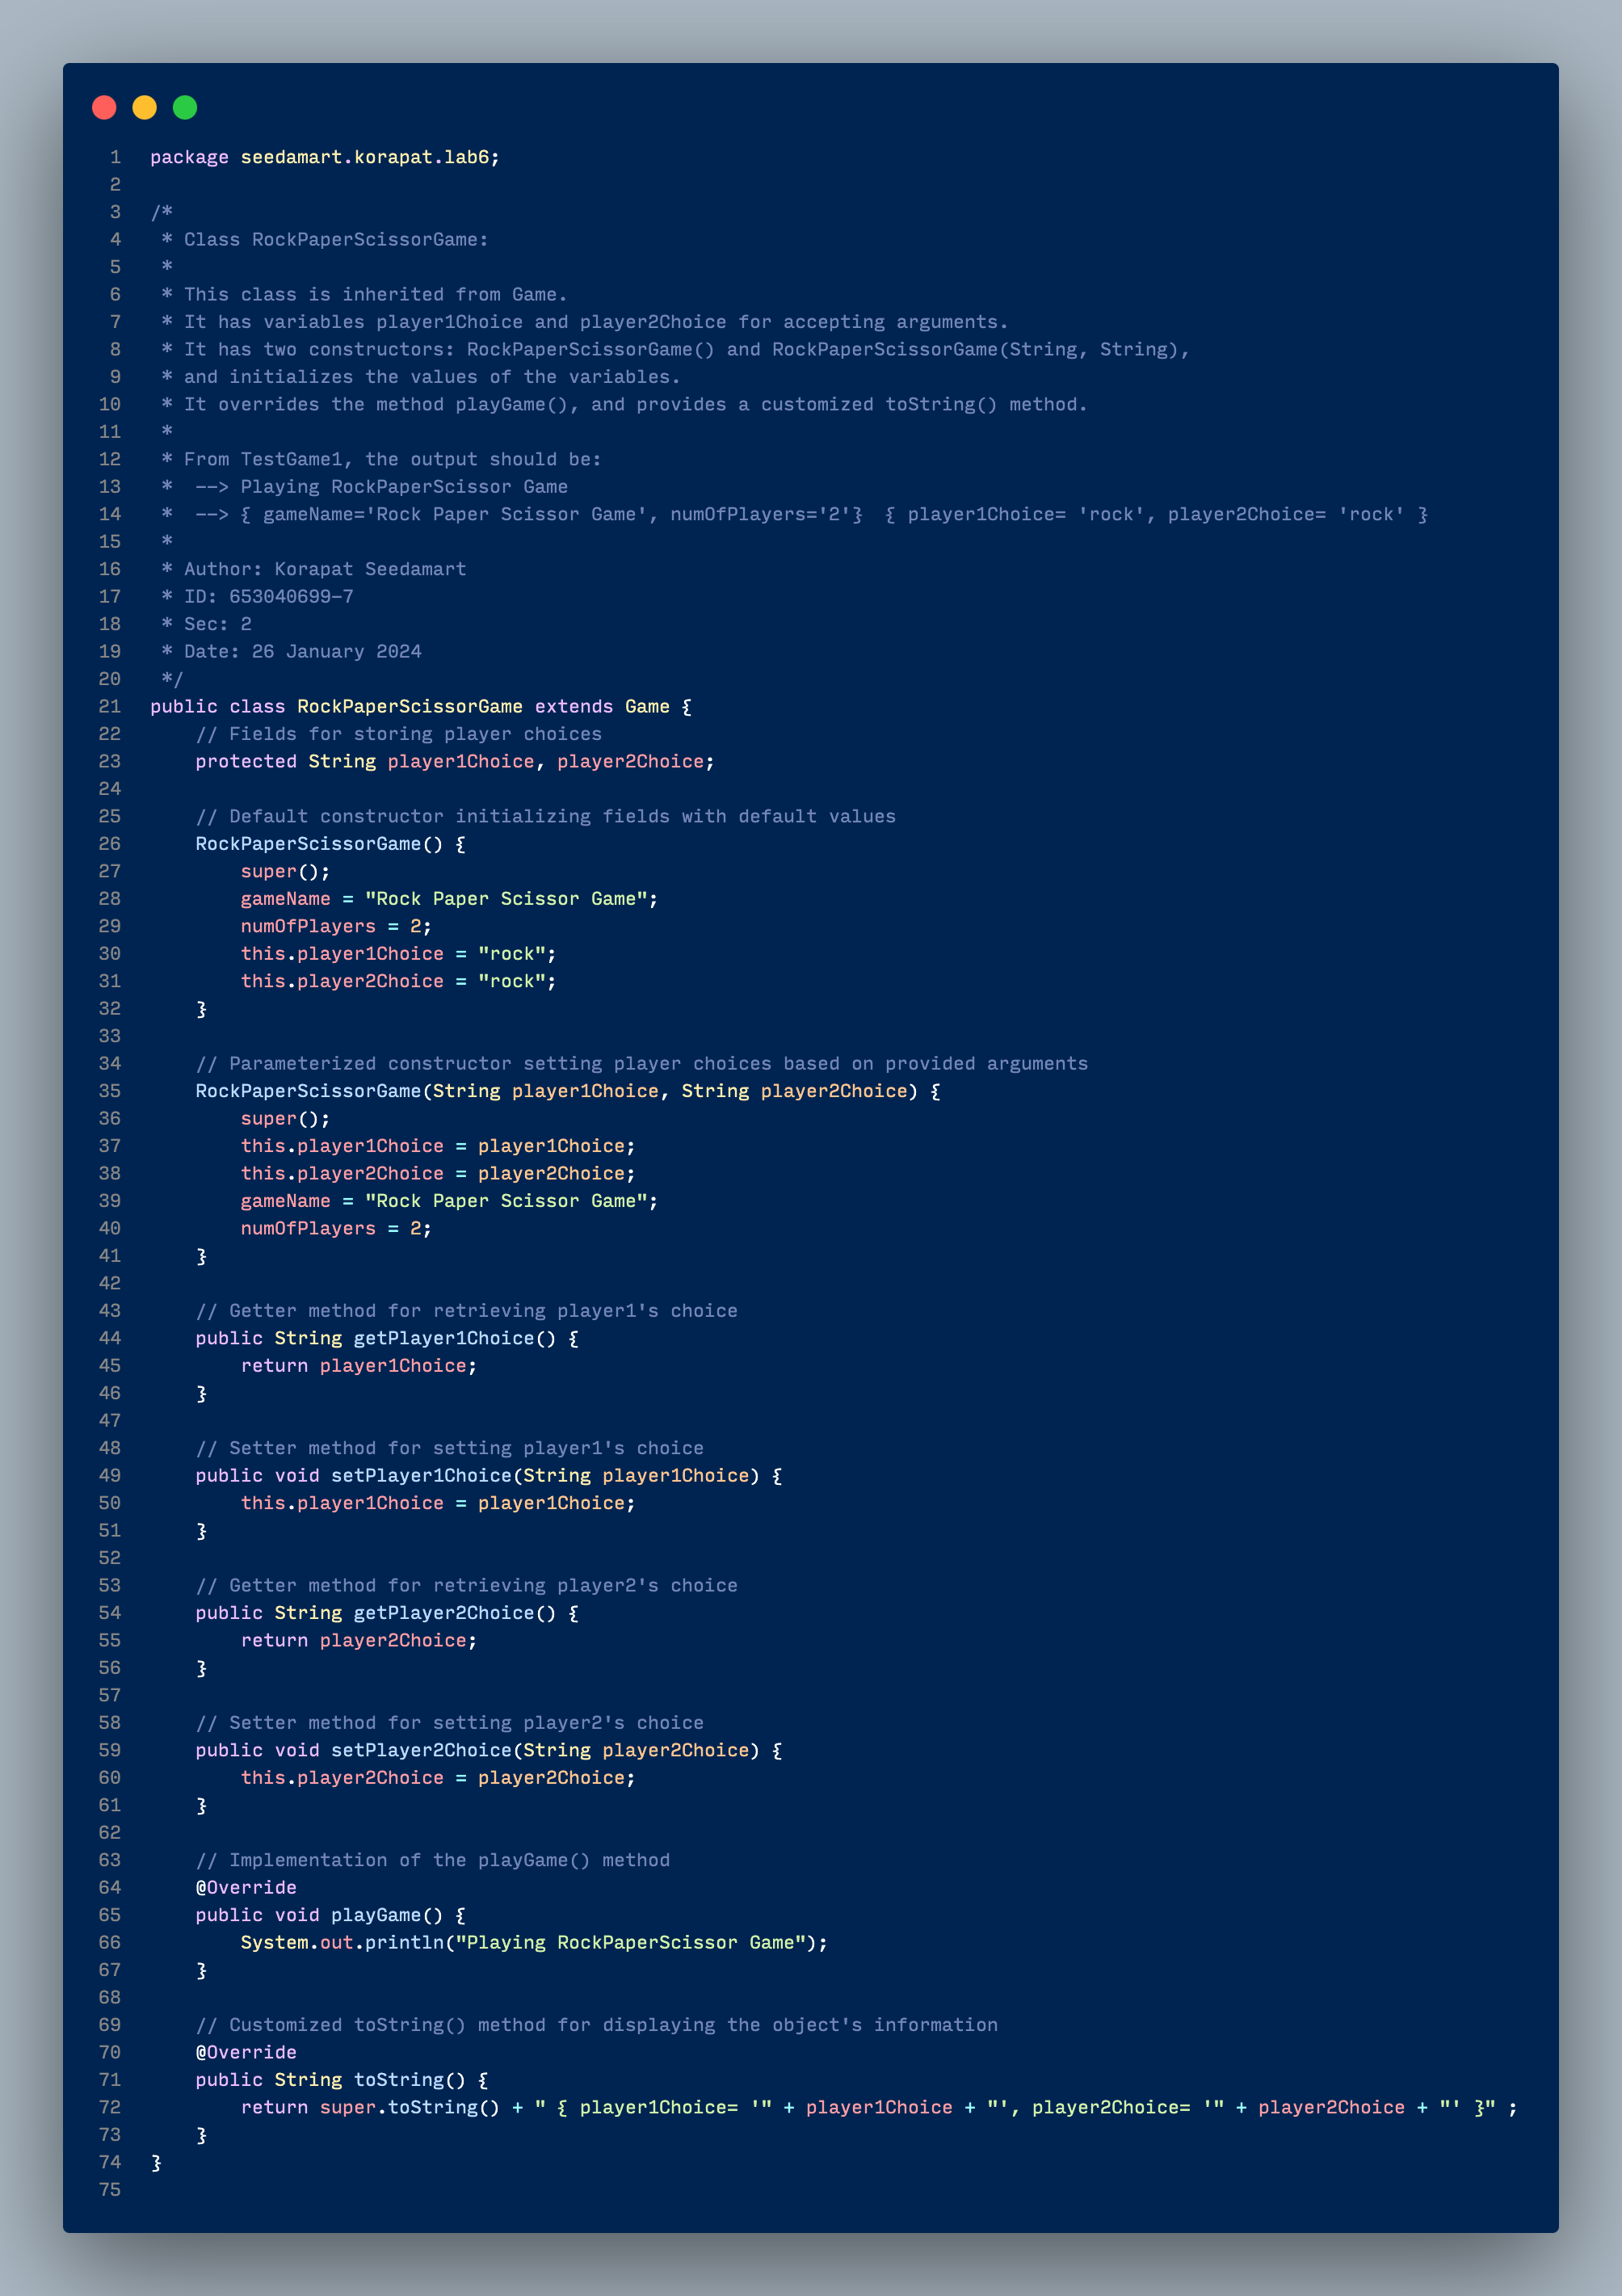 1 package seedamart.korapat.lab6;
2
3 /*
4  * Class RockPaperScissorGame:
5  *
6  * This class is inherited from Game.
7  * It has variables player1Choice and player2Choice for accepting arguments.
8  * It has two constructors: RockPaperScissorGame() and RockPaperScissorGame(String, String),
9  * and initializes the values of the variables.
10  * It overrides the method playGame(), and provides a customized toString() method.
11  *
12  * From TestGame1, the output should be:
13  *  --> Playing RockPaperScissor Game
14  *  --> { gameName='Rock Paper Scissor Game', numOfPlayers='2'}  { player1Choice= 'rock', player2Choice= 'rock' }
15  *
16  * Author: Korapat Seedamart
17  * ID: 653040699-7
18  * Sec: 2
19  * Date: 26 January 2024
20  */
21 public class RockPaperScissorGame extends Game {
22     // Fields for storing player choices
23     protected String player1Choice, player2Choice;
24
25     // Default constructor initializing fields with default values
26     RockPaperScissorGame() {
27         super();
28         gameName = "Rock Paper Scissor Game";
29         numOfPlayers = 2;
30         this.player1Choice = "rock";
31         this.player2Choice = "rock";
32     }
33
34     // Parameterized constructor setting player choices based on provided arguments
35     RockPaperScissorGame(String player1Choice, String player2Choice) {
36         super();
37         this.player1Choice = player1Choice;
38         this.player2Choice = player2Choice;
39         gameName = "Rock Paper Scissor Game";
40         numOfPlayers = 2;
41     }
42
43     // Getter method for retrieving player1's choice
44     public String getPlayer1Choice() {
45         return player1Choice;
46     }
47
48     // Setter method for setting player1's choice
49     public void setPlayer1Choice(String player1Choice) {
50         this.player1Choice = player1Choice;
51     }
52
53     // Getter method for retrieving player2's choice
54     public String getPlayer2Choice() {
55         return player2Choice;
56     }
57
58     // Setter method for setting player2's choice
59     public void setPlayer2Choice(String player2Choice) {
60         this.player2Choice = player2Choice;
61     }
62
63     // Implementation of the playGame() method
64     @Override
65     public void playGame() {
66         System.out.println("Playing RockPaperScissor Game");
67     }
68
69     // Customized toString() method for displaying the object's information
70     @Override
71     public String toString() {
72         return super.toString() + " { player1Choice= '" + player1Choice + "', player2Choice= '" + player2Choice + "' }" ;
73     }
74 }
75